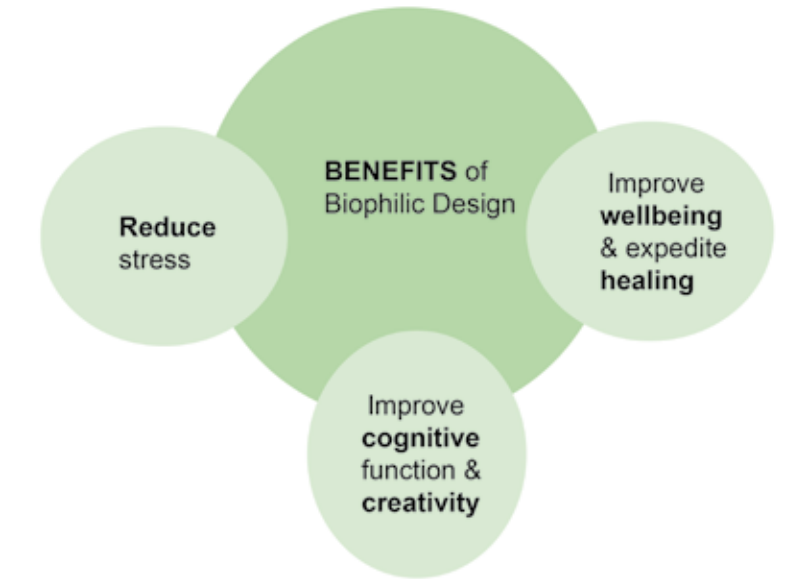 BENEFITS of
Biophilic Design
Reduce
stress
Improve
wellbeing
& expedite
healing
Improve
cognitive
function &
creativity